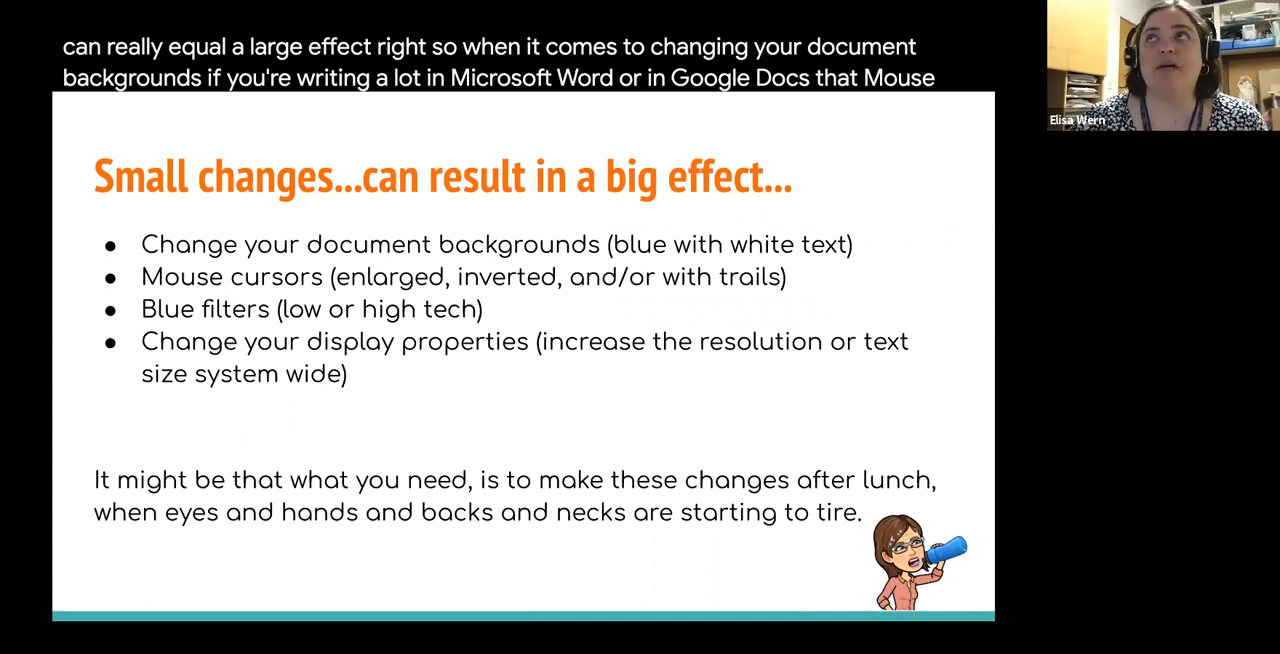 can really equal a large effect right so when it comes to changing your document
backgrounds if you're writing a lot in Microsoft Word or in Google Docs that Mouse
Elisa Wern
Small changes...can result in a big effect...
● Change your document backgrounds (blue with white text)
● Mouse cursors (enlarged, inverted, and/or with trails)
● Blue filters (low or high tech)
● Change your display properties (increase the resolution or text
size system wide)
It might be that what you need, is to make these changes after lunch,
when eyes and hands and backs and necks are starting to tire.